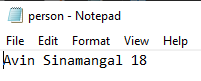 person - Notepad
File Edit Format View Help
Avin Sinamangal 18